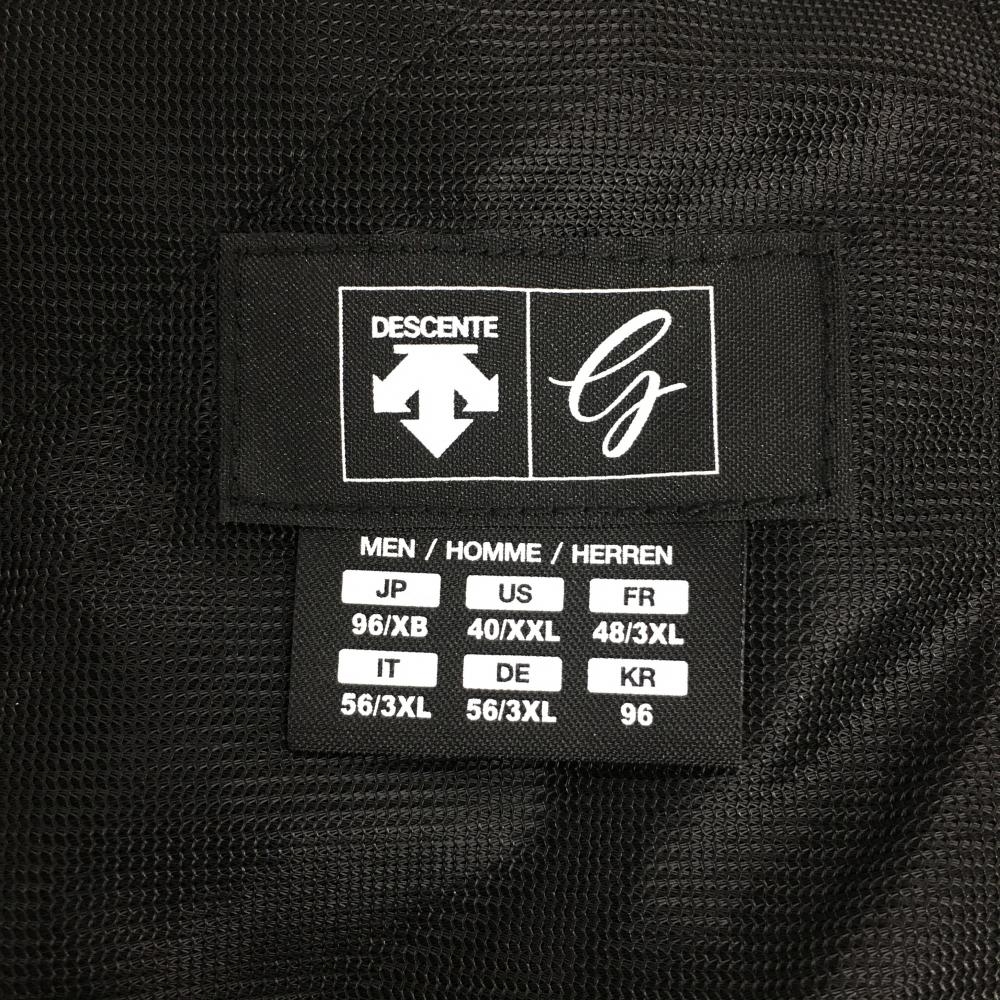 DESCENTE G
MEN / HOMME / HERREN
JP US FR
96/XB 40/XXL 48/3XL
IT DE KR
56/3XL 56/3XL 96